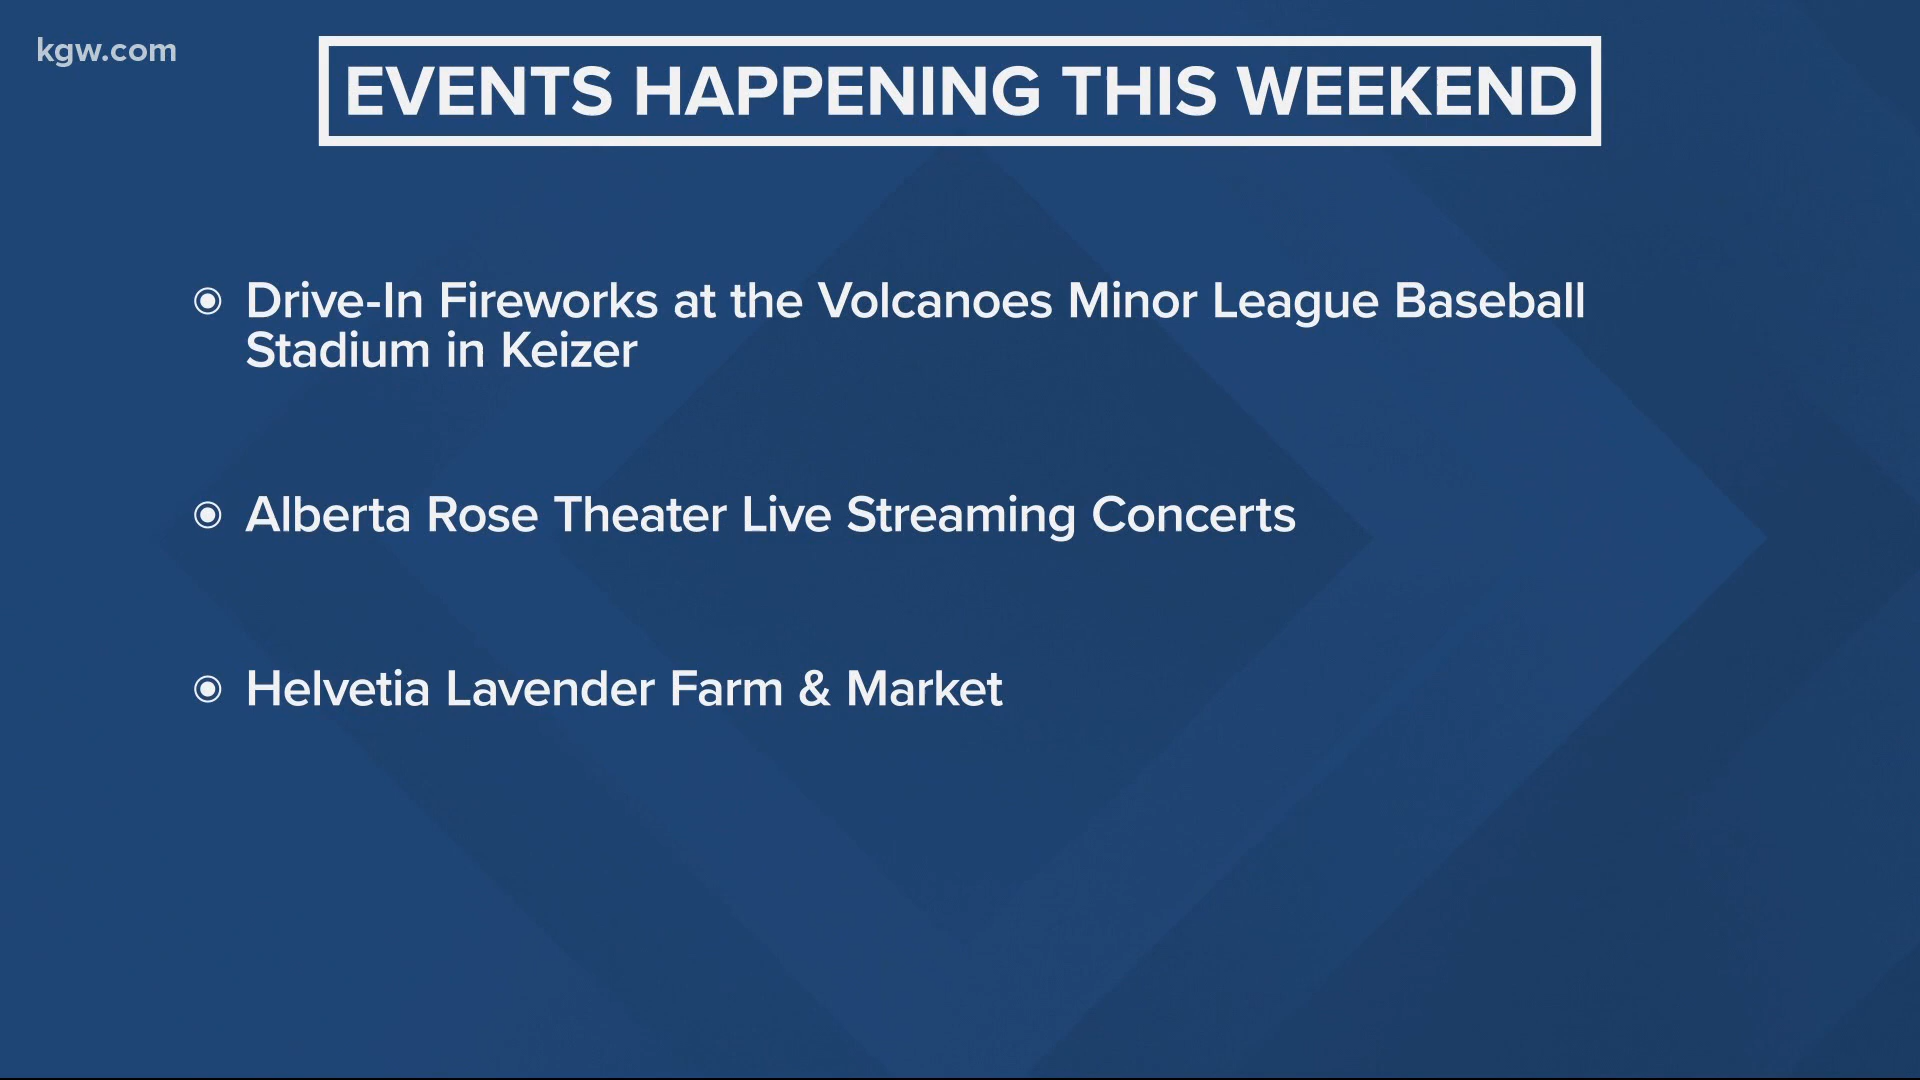 kgw.com
EVENTS HAPPENING THIS WEEKEND
Drive-In Fireworks at the Volcanoes Minor League Baseball
Stadium in Keizer
Alberta Rose Theater Live Streaming Concerts
Helvetia Lavender Farm & Market